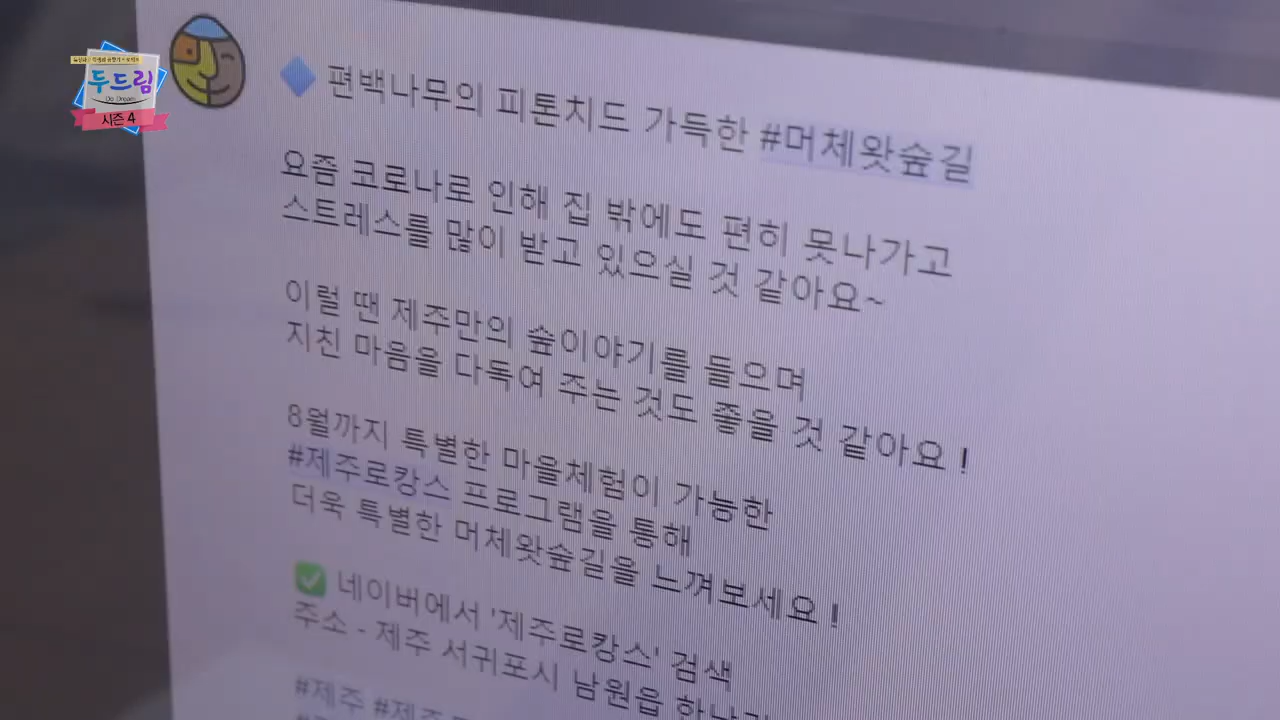 두드림
Do Dream
시즌 4
편백나무의 피톤치드 가득한 #머체왓숲길
요즘 코로나로 인해 집 밖에도 편히 못나가고
스트레스를 많이 받고 있으실 것 같아요~
이럴 땐 제주만의 숲이야기를 들으며
지친 마음을 다독여 주는 것도 좋을 것 같아요 !
8월까지 특별한 마을체험이 가능한
#제주로캉스 프로그램을 통해
더욱 특별한 머체왓숲길을 느껴보세요 !
✅ 네이버에서 '제주로캉스' 검색
주소 - 제주 서귀포시 남원읍
#제주